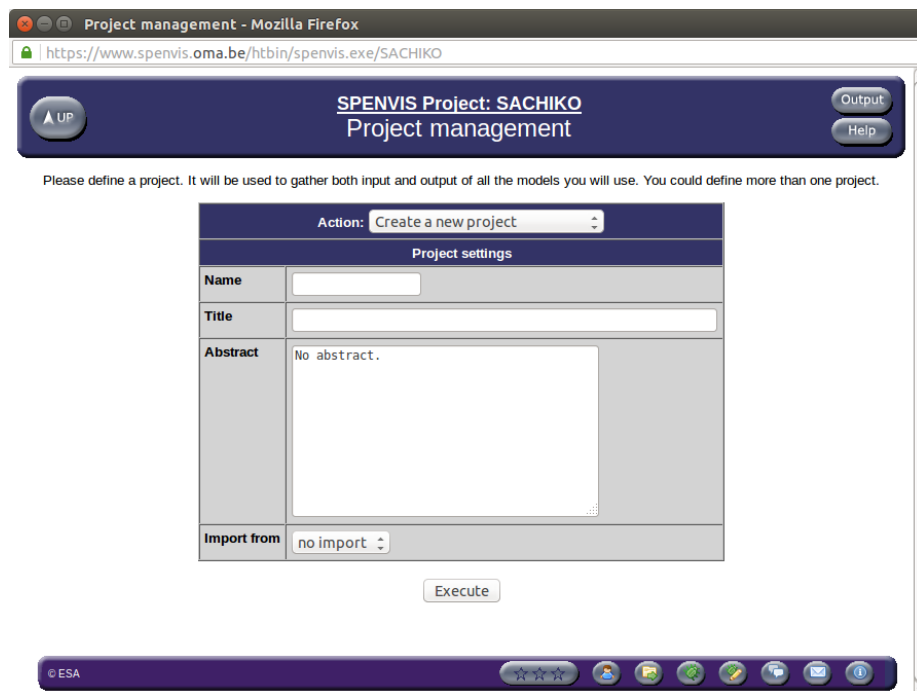 Project management - Mozilla Firefox
https://www.spenvis.oma.be/htbin/spenvis.exe/SACHIKO
UP
SPENVIS Project: SACHIKO
Project management
Output
Help
Please define a project. It will be used to gather both input and output of all the models you will use. You could define more than one project.
Action: Create a new project
Project settings
Name
Title
Abstract
No abstract.
Import from
no import
Execute
© ESA